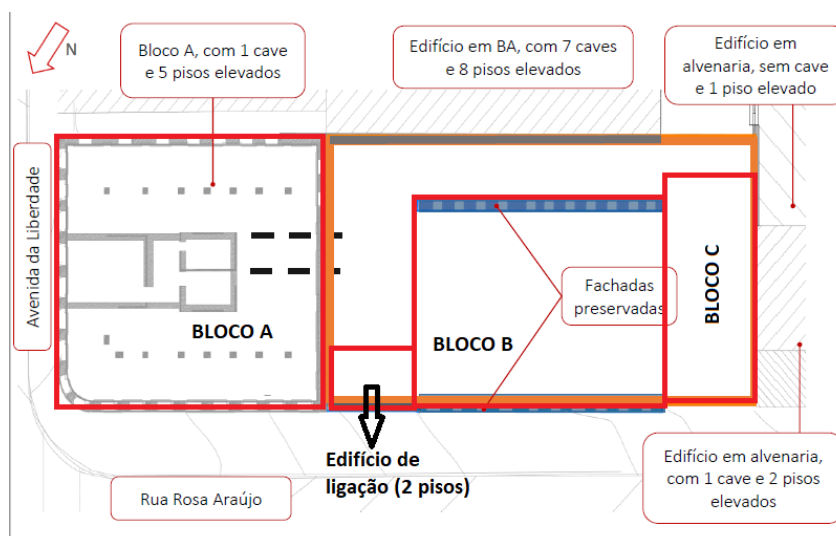 N
Bloco A, com 1 cave
e 5 pisos elevados
Edifício em BA, com 7 caves
e 8 pisos elevados
Edifício em
alvenaria, sem cave
e 1 piso elevado
Avenida da Liberdade
BLOCO A
Fachadas
preservadas
BLOCO B
BLOCO C
Edifício de
ligação (2 pisos)
Rua Rosa Araújo
Edifício em alvenaria,
com 1 cave e 2 pisos
elevados